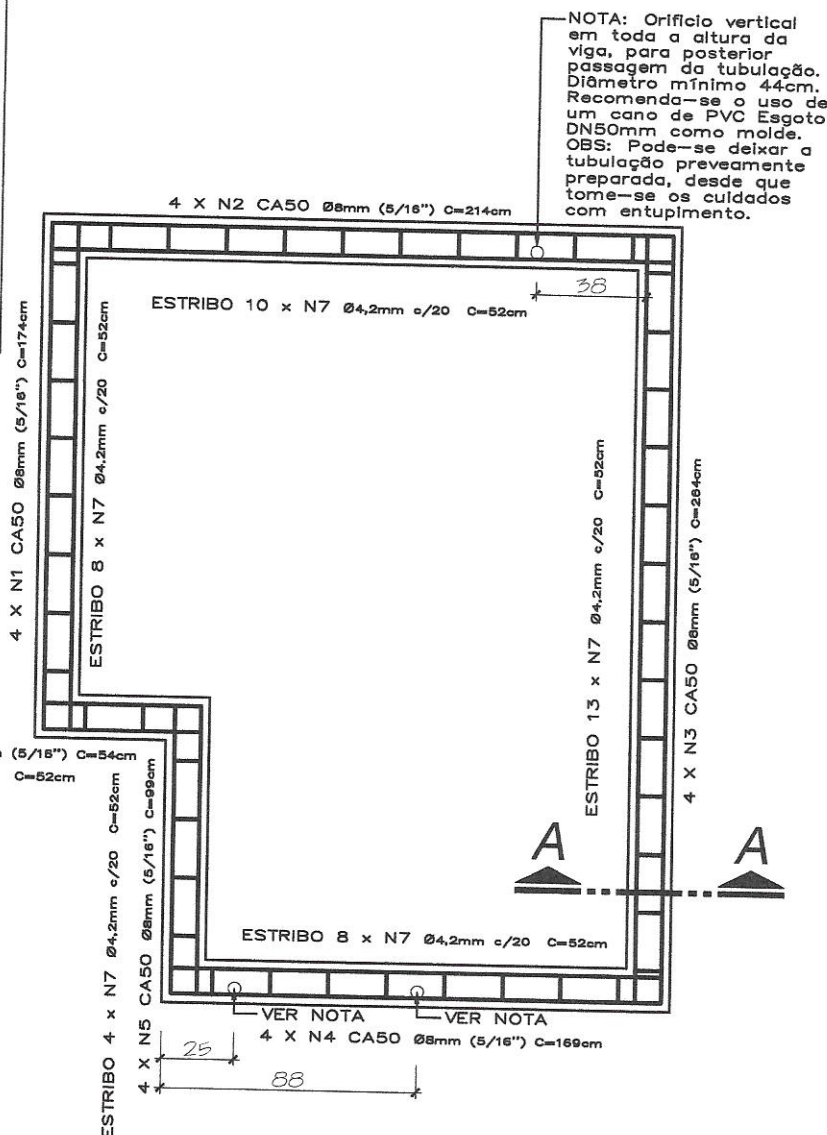 NOTA: Orifício vertical
em toda a altura da
viga, para posterior
passagem da tubulação.
Diâmetro mínimo 44cm.
Recomenda-se o uso de
um cano de PVC Esgoto
DN50mm como molde.
OBS: Pode-se deixar a
tubulação preveamente
preparada, desde que
tome-se os cuidados
com entupimento.
4 X N2 CA50 Ø8mm (5/16") C=214cm
38
ESTRIBO 10 x N7 Ø4,2mm c/20 C=52cm
4 X N1 CA50 Ø8mm (5/16") C=174cm
ESTRIBO 8 x N7 Ø4,2mm c/20 C=52cm
ESTRIBO 13 x N7 Ø4,2mm c/20 C=52cm
4 X N3 CA50 Ø8mm (5/16") C=264cm
(5/16") C=54cm
C=52cm
ESTRIBO 4 x N7 Ø4,2mm c/20 C=52cm
4 X N5 CA50 Ø8mm (5/16") C=99cm
A A
ESTRIBO 8 x N7 Ø4,2mm c/20 C=52cm
VER NOTA VER NOTA
4 X N4 CA50 Ø8mm (5/16") C=169cm
25
88